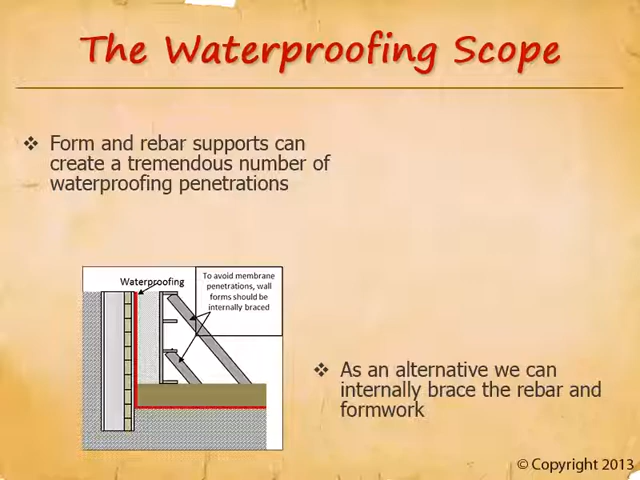 The Waterproofing Scope
❖ Form and rebar supports can
create a tremendous number of
waterproofing penetrations
Waterproofing
To avoid membrane
penetrations, wall
forms should be
internally braced
❖ As an alternative we can
internally brace the rebar and
formwork
© Copyright 2013